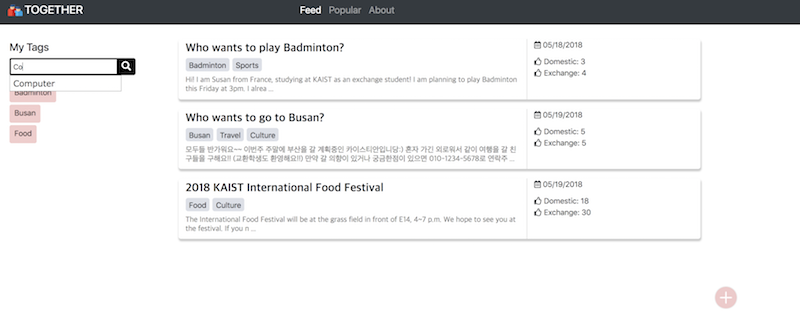 TOGETHER
Feed Popular About
My Tags
Co
Computer
Badminton
Busan
Food
Who wants to play Badminton?
Badminton Sports
Hi! I am Susan from France, studying at KAIST as an exchange student! I am planning to play Badminton
this Friday at 3pm. I alrea ...
05/18/2018
Domestic: 3
Exchange: 4
Who wants to go to Busan?
Busan Travel Culture
모두들 반가워요~~ 이번주 주말에 부산을 갈 계획중인 카이스티안입니당:) 혼자 가긴 외로워서 같이 여행을 갈 친
구들을 구해요!! (교환학생도 환영해요!!) 만약 갈 의향이 있거나 궁금한점이 있으면 010-1234-5678로 연락주 ...
05/19/2018
Domestic: 5
Exchange: 5
2018 KAIST International Food Festival
Food Culture
The International Food Festival will be at the grass field in front of E14, 4~7 p.m. We hope to see you at
the festival. If you n ...
05/19/2018
Domestic: 18
Exchange: 30